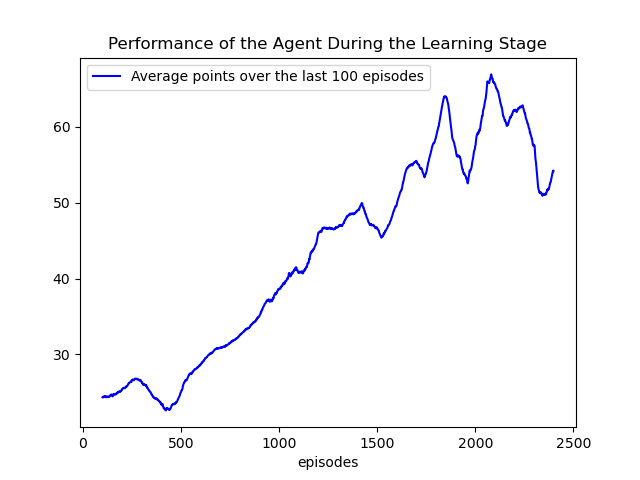 Performance of the Agent During the Learning Stage
Average points over the last 100 episodes
60
50
40
30
0 500 1000 1500 2000 2500
episodes